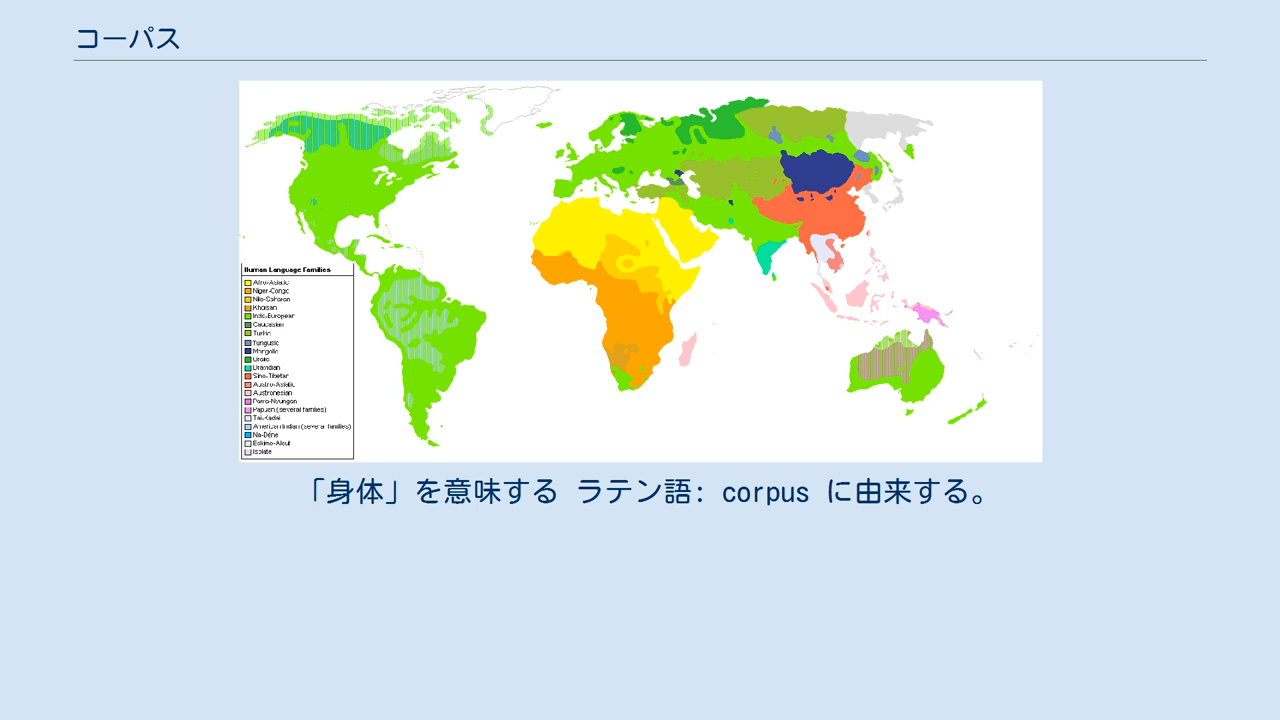 コーパス
Human Language Families
Afro-Asiatic
Niger-Congo
Nilo-Saharan
Khoisan
Indo-European
Caucasian
Turkic
Tungusic
Mongolic
Uralic
Dravidian
Sino-Tibetan
Austro-Asiatic
Austronesian
Pama-Nyungan
Papuan (several families)
Tai-Kadai
American Indian (several families)
Na-Dene
Eskimo-Aleut
Isolate
「身体」を意味する ラテン語: corpus に由来する。